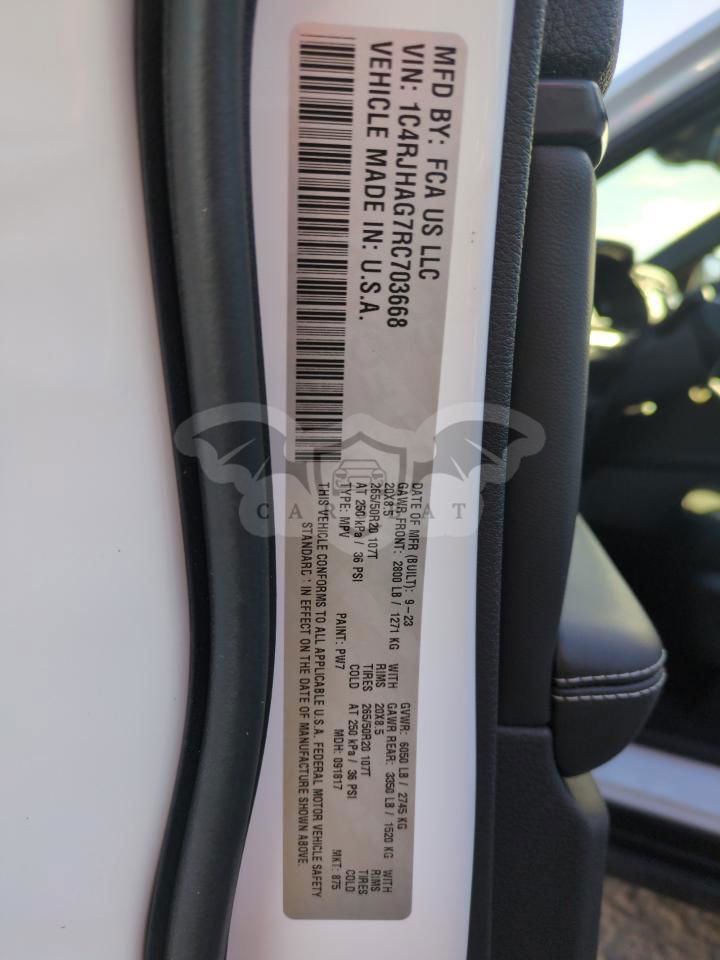 MFD BY: FCA US LLC
VIN: 1C4RJHAG7RC703668
VEHICLE MADE IN: U.S.A.
DATE OF MFR (BUILT): 9-23 GVWR: 6050 LB / 2745 KG
GAWR FRONT: 2800 LB / 1271 KG WITH GAWR REAR: 3350 LB / 1520 KG WITH
20X8.5 RIMS 20X8.5 RIMS
265/50R20 107T TIRES 265/50R20 107T TIRES
AT 250 kPa / 36 PSI COLD AT 250 kPa / 36 PSI COLD
TYPE: MPV PAINT: PW7 MDH: 091817 MKT: 875
THIS VEHICLE CONFORMS TO ALL APPLICABLE U.S.A. FEDERAL MOTOR VEHICLE SAFETY
STANDARD: IN EFFECT ON THE DATE OF MANUFACTURE SHOWN ABOVE.